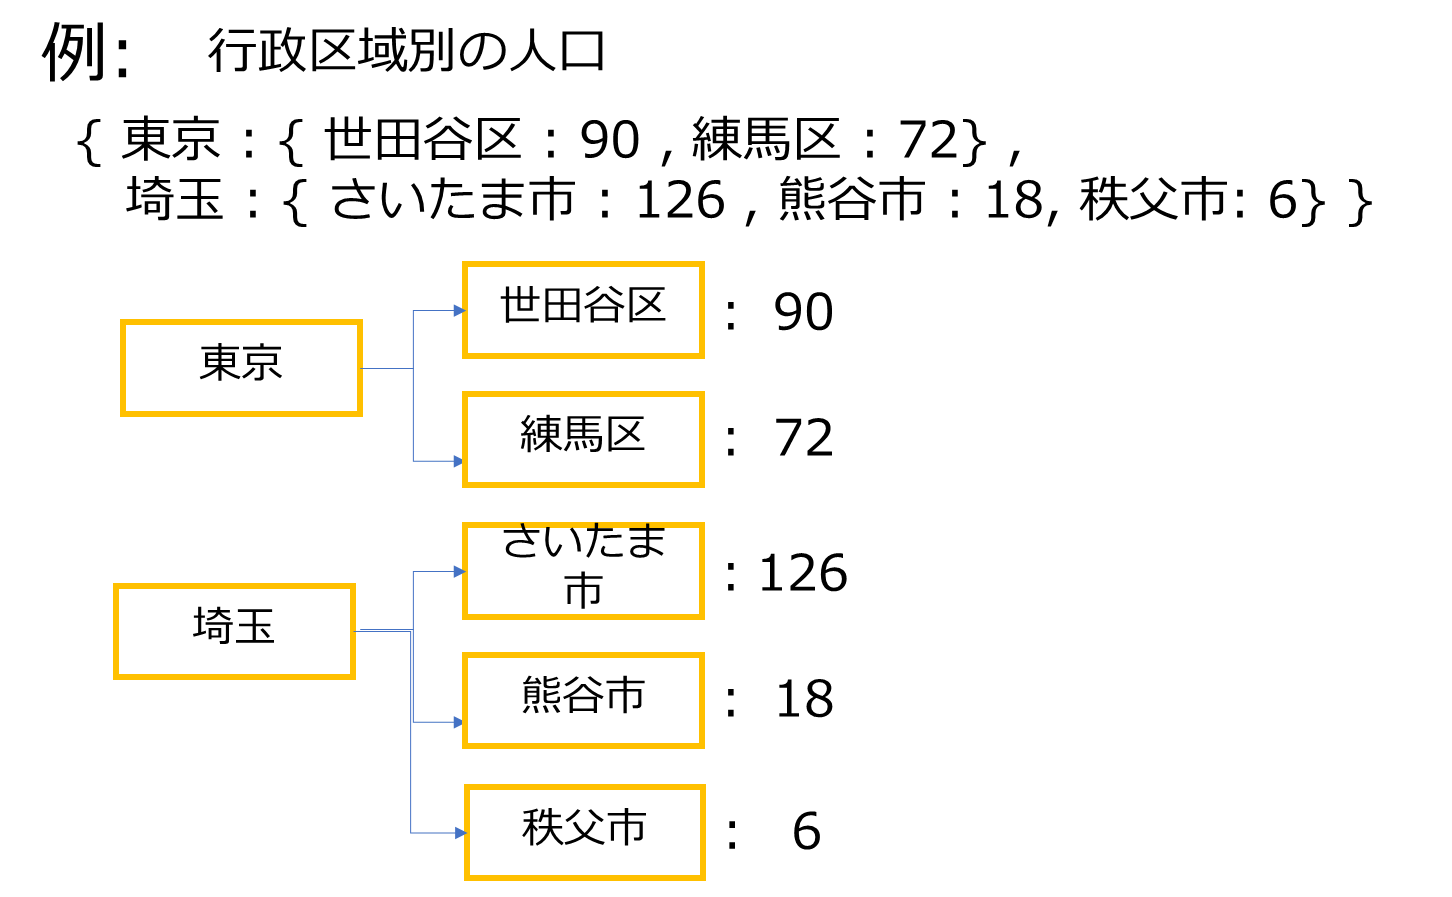 例: 行政区域別の人口
{ 東京 : { 世田谷区 : 90 , 練馬区 : 72} ,
埼玉 : { さいたま市 : 126 , 熊谷市 : 18, 秩父市: 6} }
世田谷区 : 90
東京
練馬区 : 72
さいたま
市
: 126
埼玉
熊谷市 : 18
秩父市 : 6